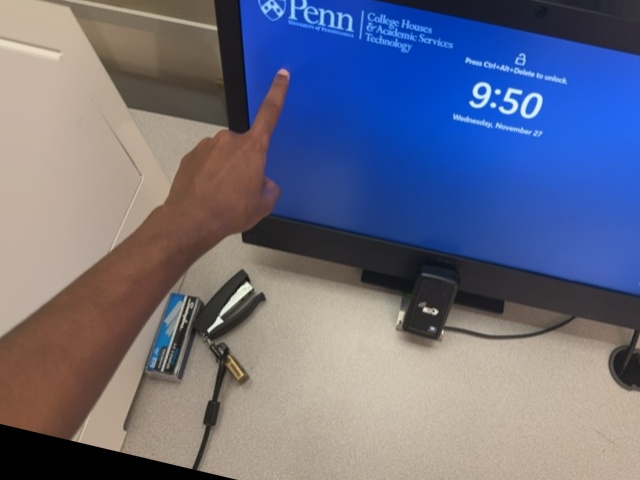 Penn
University of Pennsylvania
College Houses
& Academic Services
Technology
Press Ctrl+Alt+Delete to unlock.
9:50
Wednesday, November 27